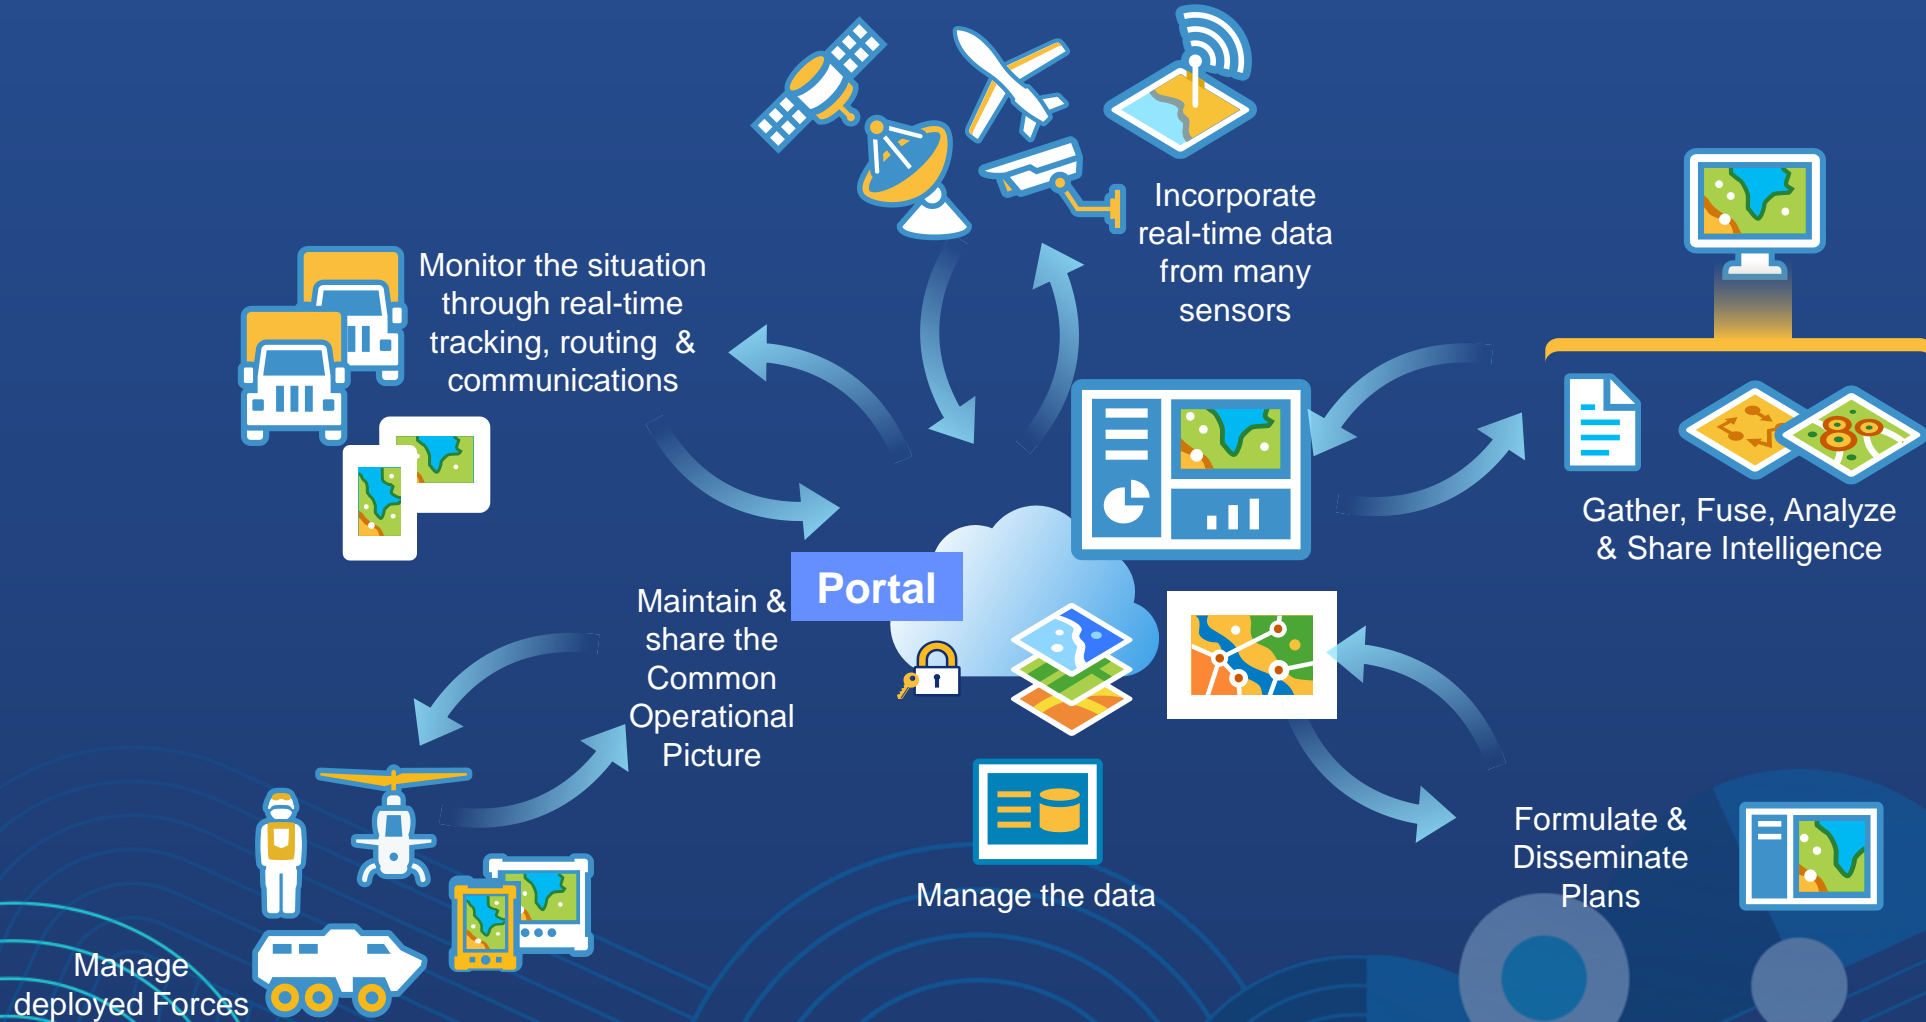 Incorporate
real-time data
from many
sensors
Monitor the situation
through real-time
tracking, routing  &
communications
Gather, Fuse, Analyze
& Share Intelligence
Portal
Maintain &
share the
Common
Operational
Picture
Manage the data
Formulate &
Disseminate
Plans
Manage
deployed Forces